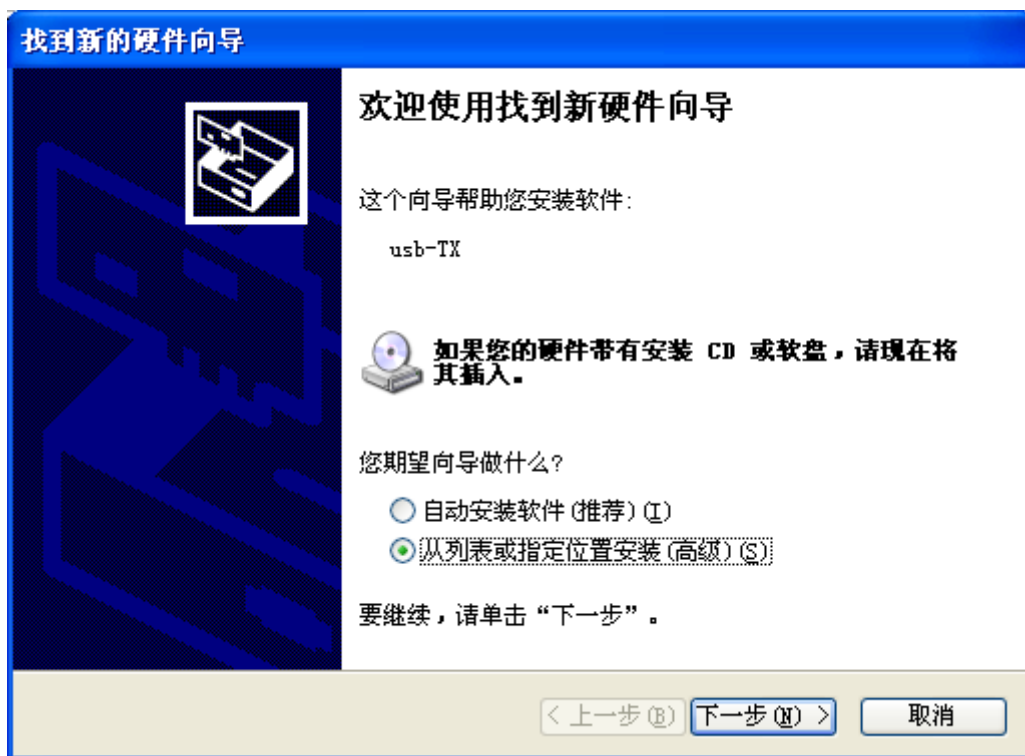 找到新的硬件向导
欢迎使用找到新硬件向导
这个向导帮助您安装软件:
usb-TX
如果您的硬件带有安装 CD 或软盘，请现在将
其插入。
您期望向导做什么?
自动安装软件(推荐)(I)
从列表或指定位置安装(高级)(S)
要继续，请单击“下一步”。
< 上一步(B)
下一步(N) >
取消